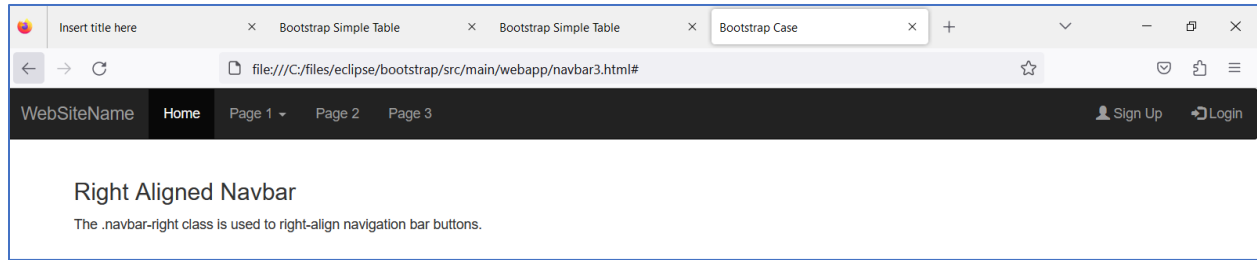 Insert title here Bootstrap Simple Table Bootstrap Simple Table Bootstrap Case
file:///C:/files/eclipse/bootstrap/src/main/webapp/navbar3.html#
WebSiteName Home Page 1 Page 2 Page 3 Sign Up Login
Right Aligned Navbar
The .navbar-right class is used to right-align navigation bar buttons.